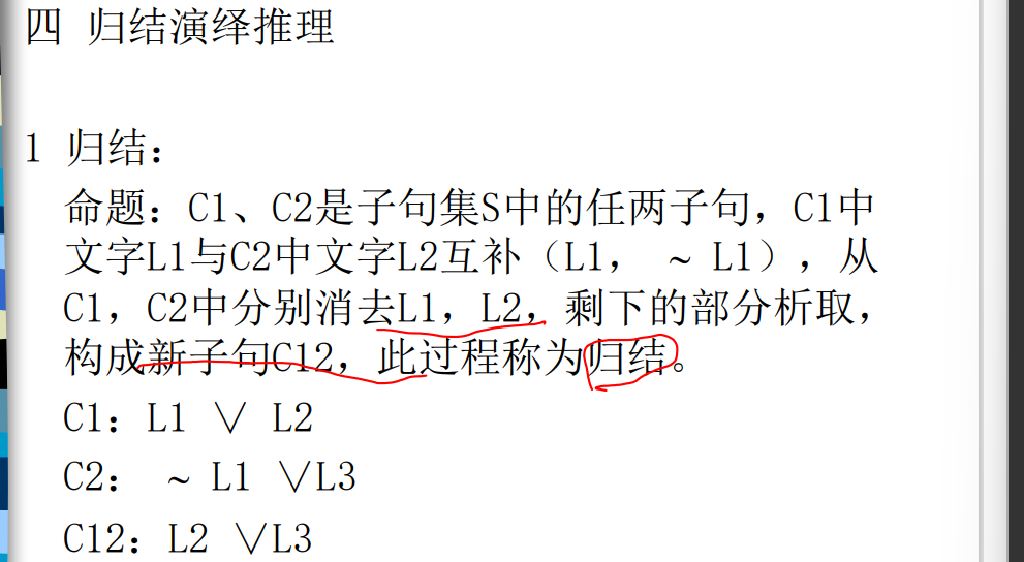 四 归结演绎推理
1 归结：
命题：C1、C2是子句集S中的任两子句，C1中
文字L1与C2中文字L2互补（L1， ~ L1），从
C1，C2中分别消去L1，L2，剩下的部分析取，
构成新子句C12，此过程称为归结。
C1：L1 ∨ L2
C2： ~ L1 ∨L3
C12：L2 ∨L3